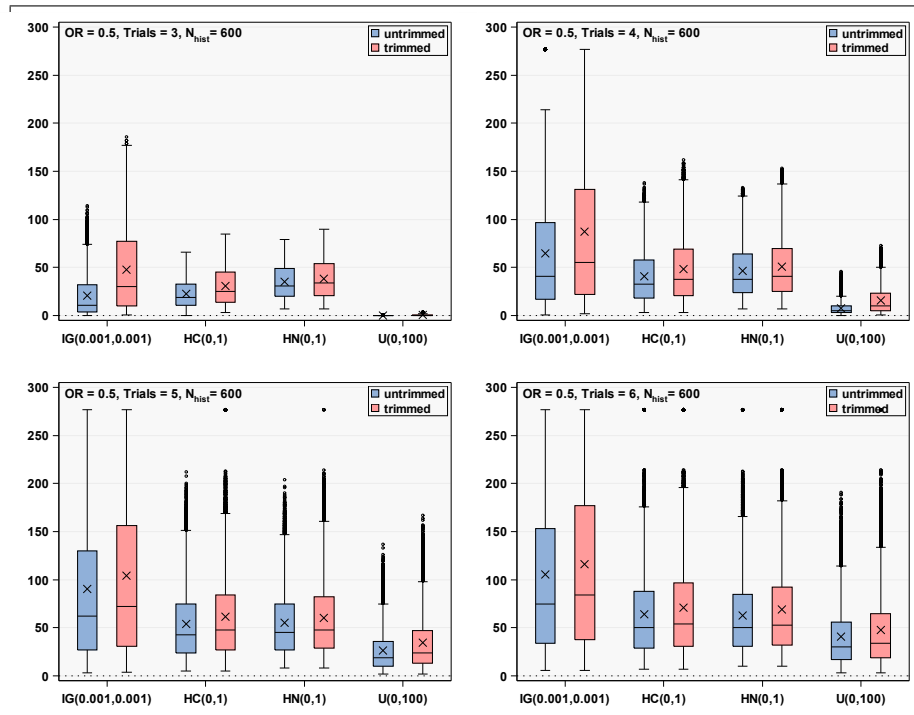 OR = 0.5, Trials = 3, N_hist = 600
untrimmed
trimmed
300
250
200
150
100
50
0
IG(0.001,0.001) HC(0,1) HN(0,1) U(0,100)
OR = 0.5, Trials = 4, N_hist = 600
untrimmed
trimmed
300
250
200
150
100
50
0
IG(0.001,0.001) HC(0,1) HN(0,1) U(0,100)
OR = 0.5, Trials = 5, N_hist = 600
untrimmed
trimmed
300
250
200
150
100
50
0
IG(0.001,0.001) HC(0,1) HN(0,1) U(0,100)
OR = 0.5, Trials = 6, N_hist = 600
untrimmed
trimmed
300
250
200
150
100
50
0
IG(0.001,0.001) HC(0,1) HN(0,1) U(0,100)